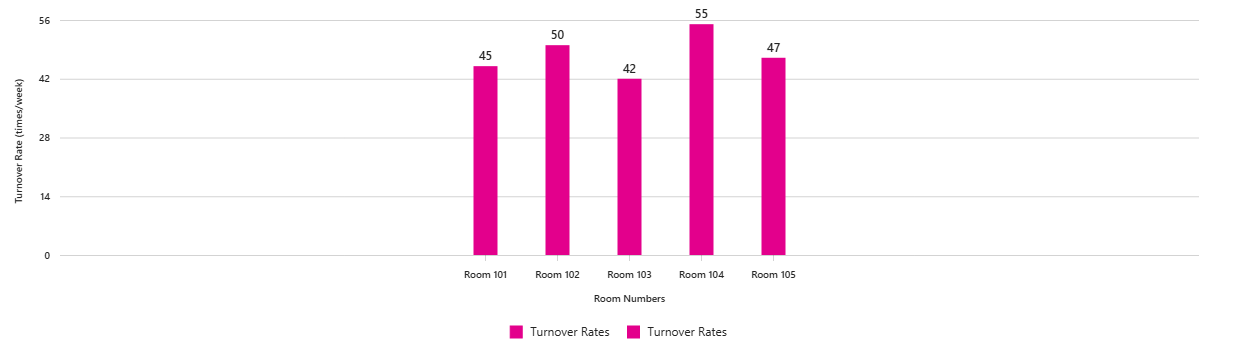 56
42
28
14
0
Turnover Rate (times/week)
45
50
42
55
47
Room 101
Room 102
Room 103
Room 104
Room 105
Room Numbers
Turnover Rates
Turnover Rates